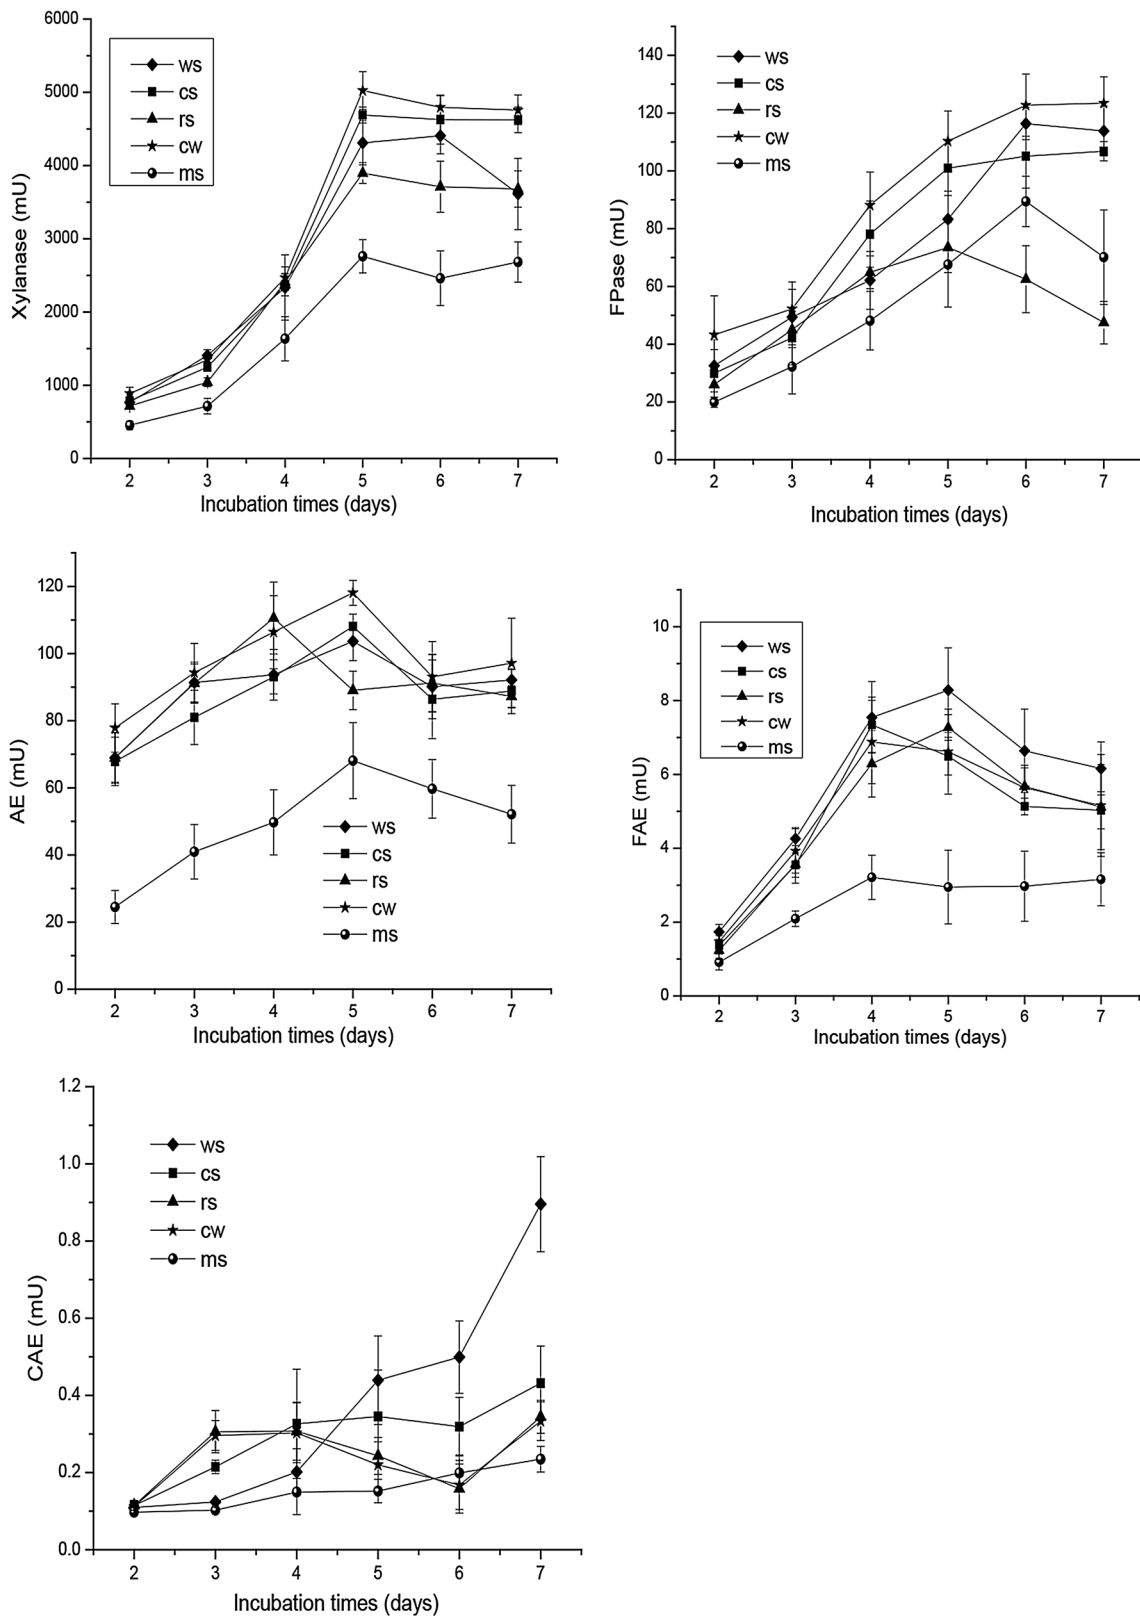 6000
5000
4000
3000
2000
1000
0
Xylanase (mU)
ws
cs
rs
cw
ms
2 3 4 5 6 7
Incubation times (days)
140
120
100
80
60
40
20
0
FPase (mU)
ws
cs
rs
cw
ms
2 3 4 5 6 7
Incubation times (days)
120
100
80
60
40
20
0
AE (mU)
ws
cs
rs
cw
ms
2 3 4 5 6 7
Incubation times (days)
10
8
6
4
2
0
FAE (mU)
ws
cs
rs
cw
ms
2 3 4 5 6 7
Incubation times (days)
1.2
1.0
0.8
0.6
0.4
0.2
0.0
CAE (mU)
ws
cs
rs
cw
ms
2 3 4 5 6 7
Incubation times (days)